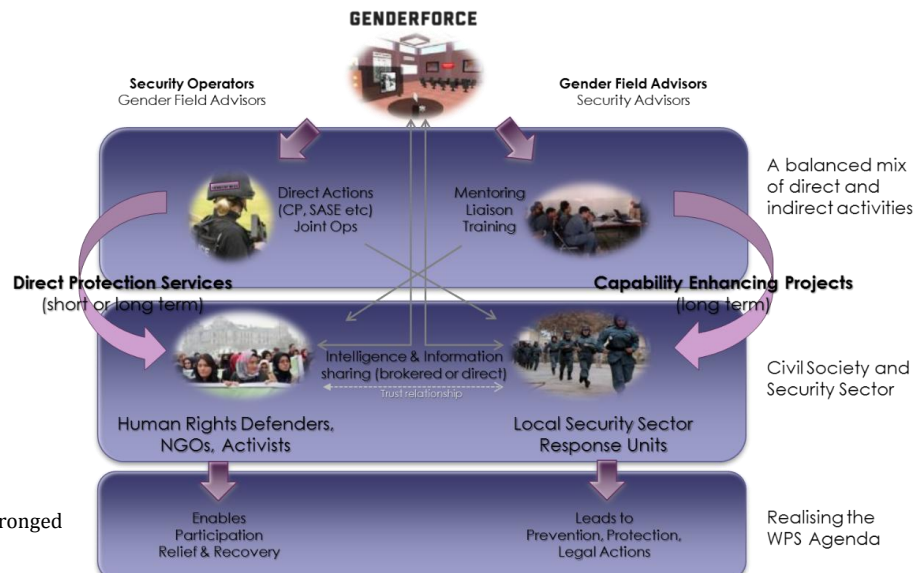 GENDERFORCE
Security Operators
Gender Field Advisors
Gender Field Advisors
Security Advisors
Direct Actions
(CP, SASE etc)
Joint Ops
Mentoring
Liaison
Training
A balanced mix
of direct and
indirect activities
Direct Protection Services
(short or long term)
Capability Enhancing Projects
(long term)
Intelligence & Information
sharing (brokered or direct)
Trust relationship
Human Rights Defenders,
NGOs, Activists
Local Security Sector
Response Units
Civil Society and
Security Sector
ronged
Enables
Participation
Relief & Recovery
Leads to
Prevention, Protection,
Legal Actions
Realising the
WPS Agenda